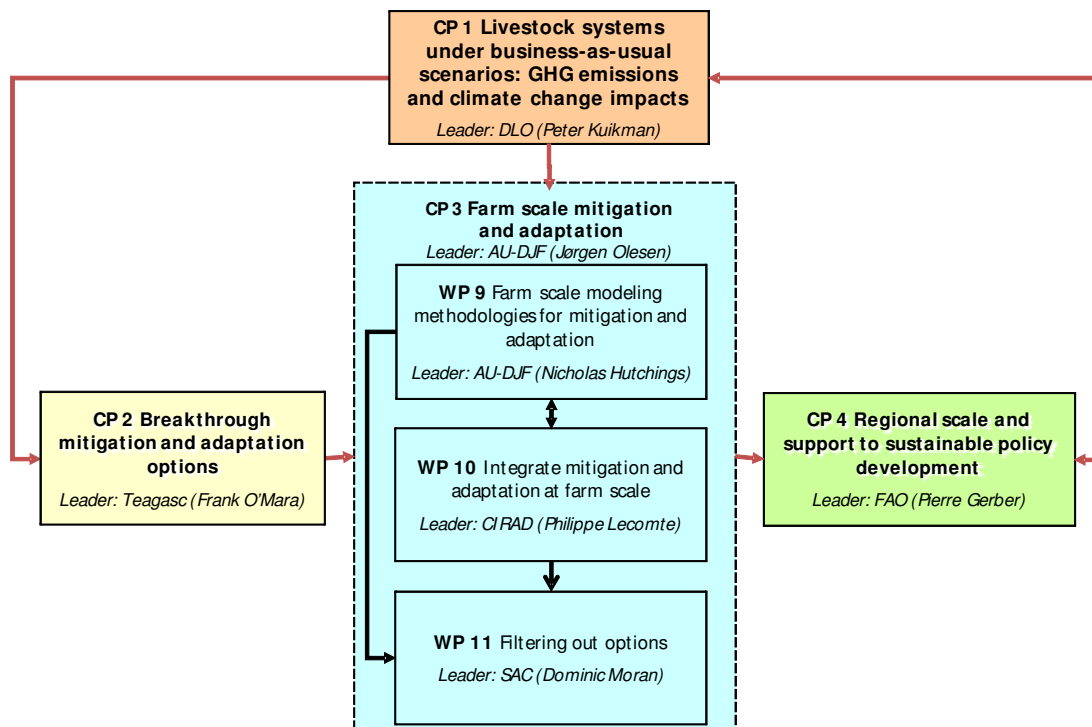 CP 1 Livestock systems
under business-as-usual
scenarios: GHG emissions
and climate change impacts
Leader: DLO (Peter Kuikman)
CP 3 Farm scale mitigation
and adaptation
Leader: AU-DJF (Jørgen Olesen)
WP 9 Farm scale modeling
methodologies for mitigation and
adaptation
Leader: AU-DJF (Nicholas Hutchings)
CP 2 Breakthrough
mitigation and adaptation
options
Leader: Teagasc (Frank O'Mara)
WP 10 Integrate mitigation and
adaptation at farm scale
Leader: CIRAD (Philippe Lecomte)
CP 4 Regional scale and
support to sustainable policy
development
Leader: FAO (Pierre Gerber)
WP 11 Filtering out options
Leader: SAC (Dominic Moran)